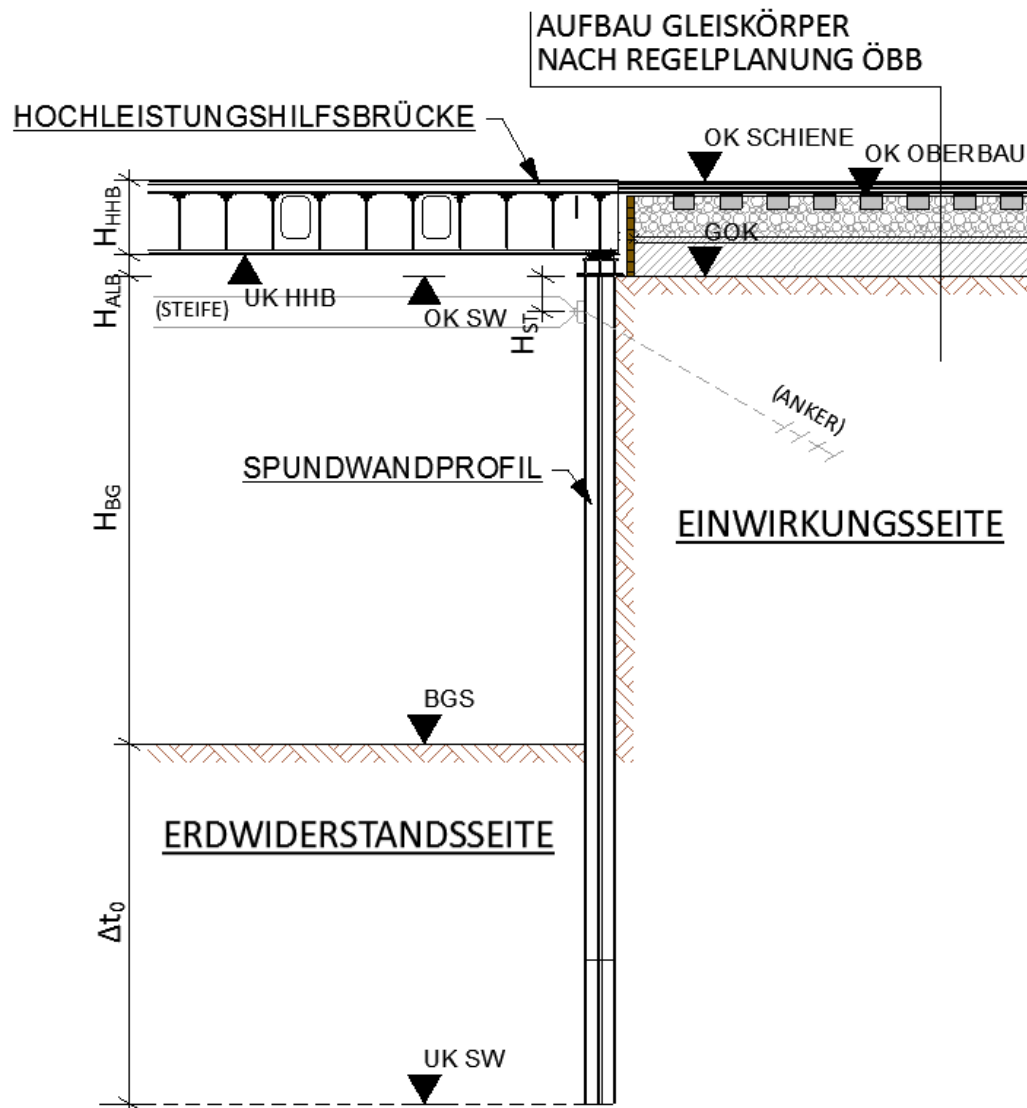 AUFBAU GLEISKÖRPER
NACH REGELPLANUNG ÖBB
HOCHLEISTUNGSHILFSBRÜCKE
OK SCHIENE
OK OBERBAU
H_HHB
GOK
H_ALB
UK HHB
(STEIFE)
OK SW
H_ST
(ANKER)
SPUNDWANDPROFIL
H_BG
EINWIRKUNGSSEITE
BGS
ERDWIDERSTANDSSEITE
Δt₀
UK SW